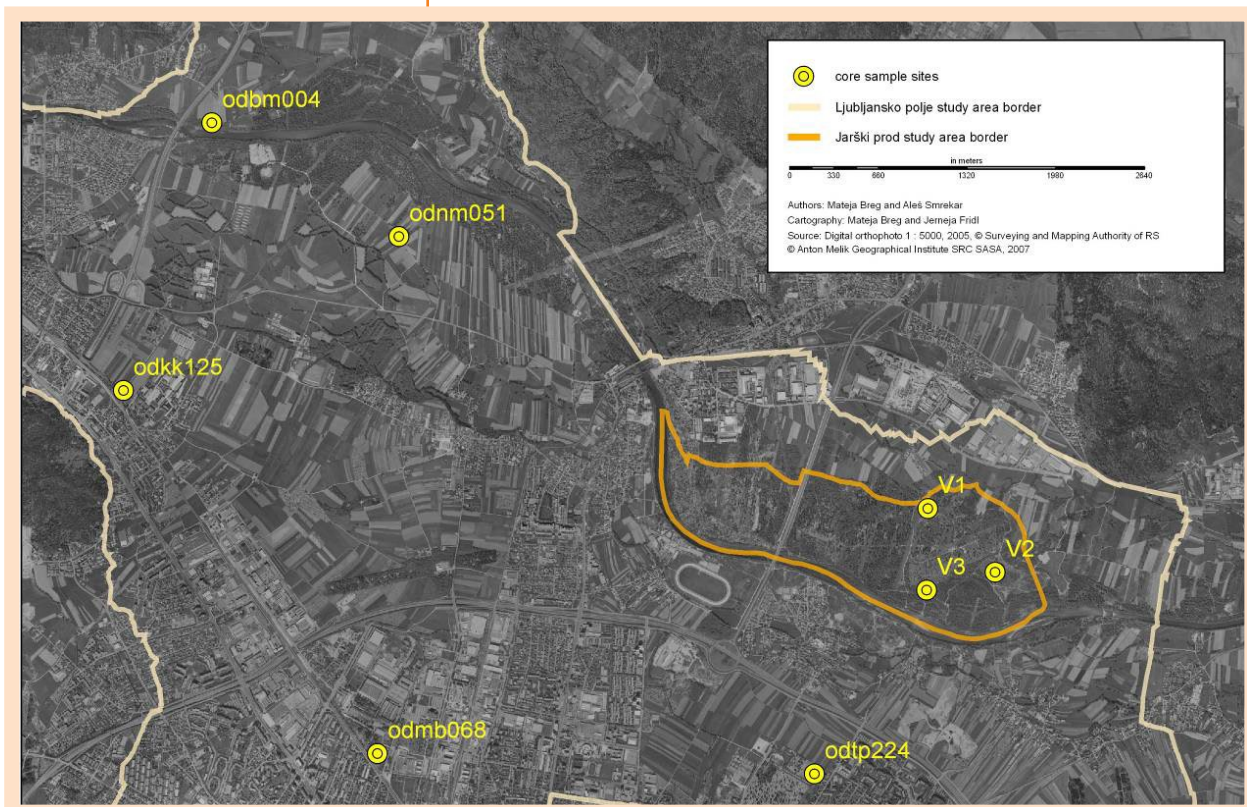 odbm004
odnm051
odkk125
V1
V2
V3
odmb068
odtp224
core sample sites
Ljubljansko polje study area border
Jarški prod study area border
in meters
0 330 660 1320 1980 2640
Authors: Mateja Breg and Aleš Smrekar
Cartography: Mateja Breg and Jerneja Fridl
Source: Digital orthophoto 1 : 5000, 2005, © Surveying and Mapping Authority of RS
© Anton Melik Geographical Institute SRC SASA, 2007